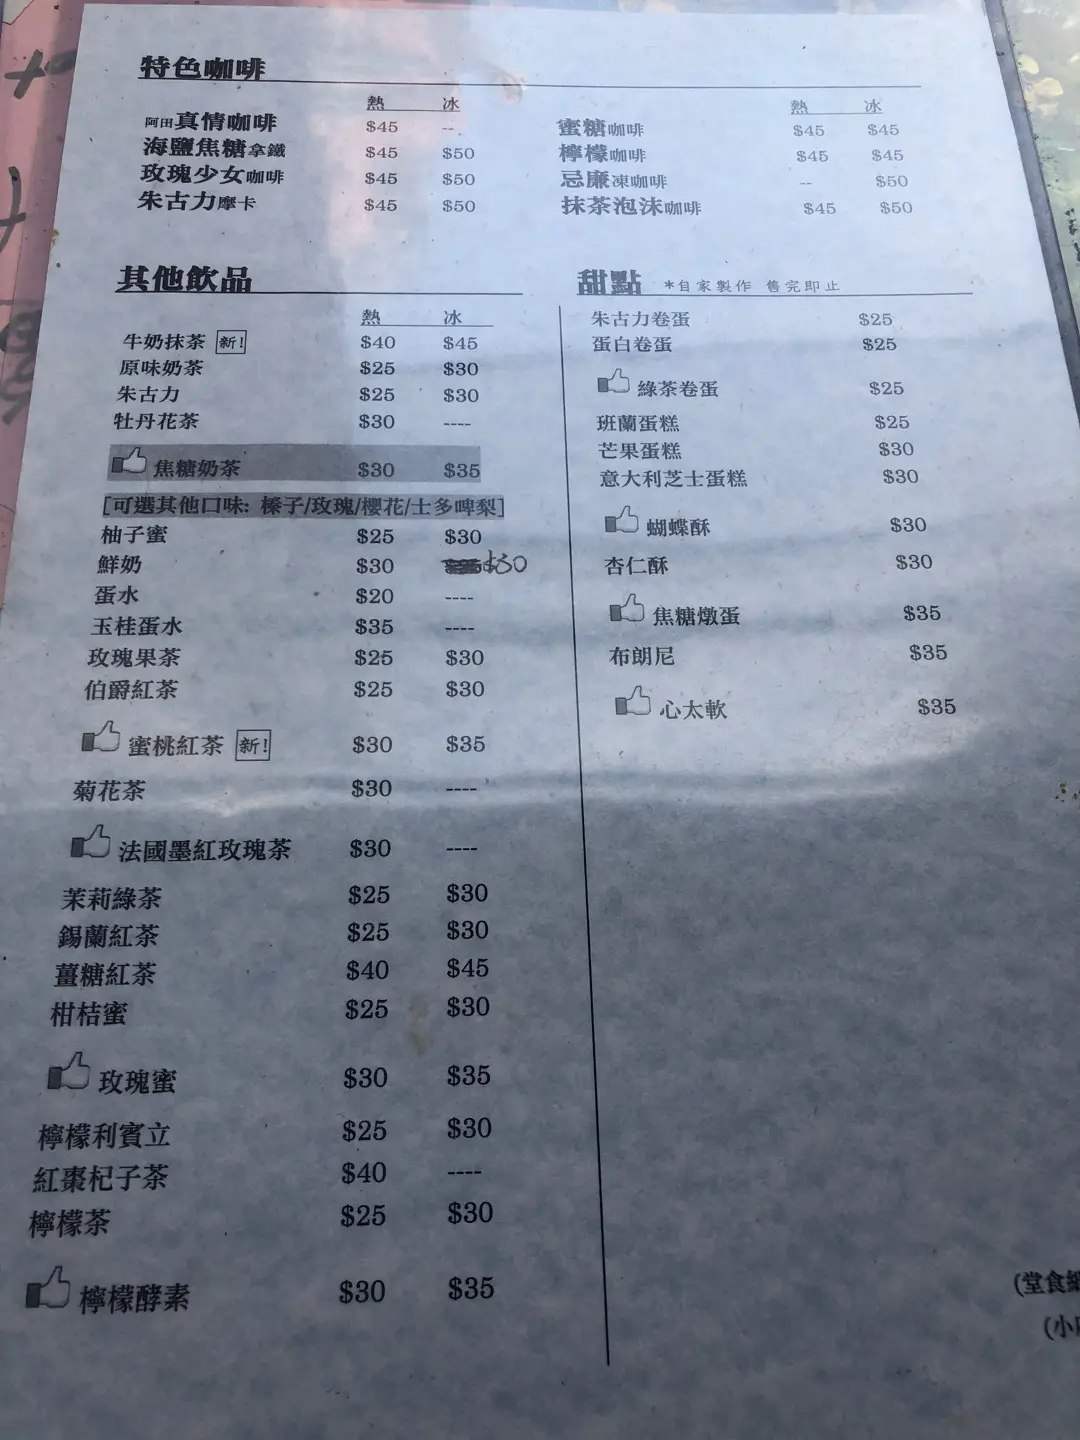 特色咖啡
熱 冰
阿田真情咖啡 $45 --
海鹽焦糖拿鐵 $45 $50
玫瑰少女咖啡 $45 $50
朱古力摩卡 $45 $50
熱 冰
蜜糖咖啡 $45 $45
檸檬咖啡 $45 $45
忌廉凍咖啡 -- $50
抹茶泡沫咖啡 $45 $50
其他飲品
熱 冰
牛奶抹茶 新! $40 $45
原味奶茶 $25 $30
朱古力 $25 $30
牡丹花茶 $30 ----
焦糖奶茶 $30 $35
[可選其他口味: 榛子/玫瑰/櫻花/士多啤梨]
柚子蜜 $25 $30
鮮奶 $30 $30
蛋水 $20 ----
玉桂蛋水 $35 ----
玫瑰果茶 $25 $30
伯爵紅茶 $25 $30
蜜桃紅茶 新! $30 $35
菊花茶 $30 ----
法國墨紅玫瑰茶 $30 ----
茉莉綠茶 $25 $30
錫蘭紅茶 $25 $30
薑糖紅茶 $40 $45
柑桔蜜 $25 $30
玫瑰蜜 $30 $35
檸檬利賓立 $25 $30
紅棗杞子茶 $40 ----
檸檬茶 $25 $30
檸檬酵素 $30 $35
甜點 *自家製作 售完即止
朱古力卷蛋 $25
蛋白卷蛋 $25
綠茶卷蛋 $25
班蘭蛋糕 $25
芒果蛋糕 $30
意大利芝士蛋糕 $30
蝴蝶酥 $30
杏仁酥 $30
焦糖燉蛋 $35
布朗尼 $35
心太軟 $35
(堂食
(小